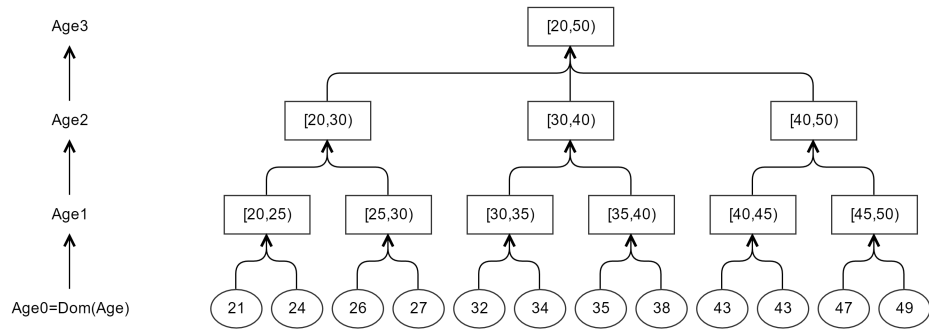 Age3 [20,50)
Age2 [20,30) [30,40) [40,50)
Age1 [20,25) [25,30) [30,35) [35,40) [40,45) [45,50)
Age0=Dom(Age) 21 24 26 27 32 34 35 38 43 43 47 49